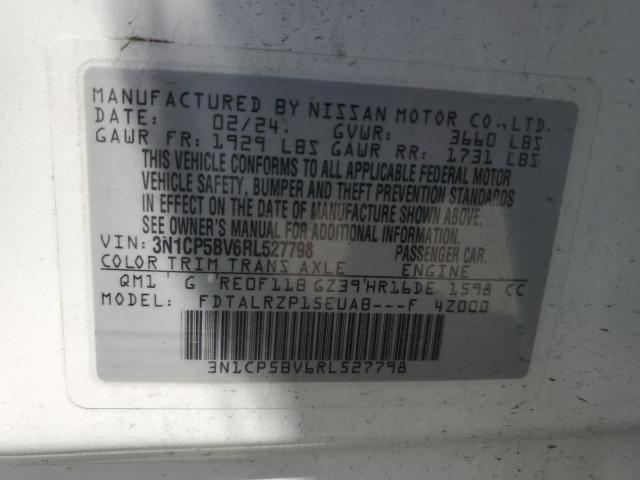 MANUFACTURED BY NISSAN MOTOR CO., LTD.
DATE: 02/24. GVWR: 3660 LBS
GAWR FR: 1929 LBS GAWR RR: 1731 LBS
THIS VEHICLE CONFORMS TO ALL APPLICABLE FEDERAL MOTOR
VEHICLE SAFETY, BUMPER AND THEFT PREVENTION STANDARDS
IN EFFECT ON THE DATE OF MANUFACTURE SHOWN ABOVE.
SEE OWNER'S MANUAL FOR ADDITIONAL INFORMATION
VIN: 3N1CP5BV6RL527798 PASSENGER CAR.
COLOR TRIM TRANS AXLE ENGINE
QM1 ' G 'RE0F11B GZ39'HR16DE 1598 CC
MODEL: FDTALRZP15EUAB---F 4Z000
3N1CP5BV6RL527798